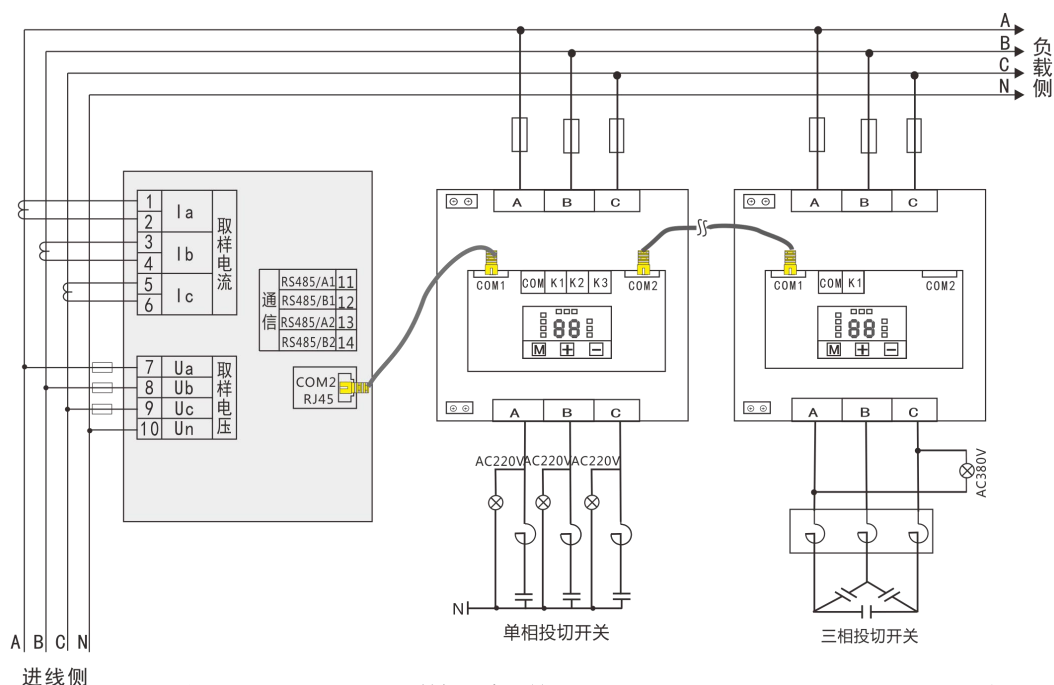 A
B
C
N
负载侧
1
2
3
4
5
6
Ia
Ib
Ic
取样电流
通信
RS485/A1 11
RS485/B1 12
RS485/A2 13
RS485/B2 14
7 Ua
8 Ub
9 Uc
10 Un
取样电压
COM2
RJ45
A B C
COM1 COM K1 K2 K3 COM2
88
M + −
A B C
AC220V AC220V AC220V
N
单相投切开关
A B C
COM1 COM K1 COM2
88
M + −
A B C
AC380V
三相投切开关
A B C N
进线侧